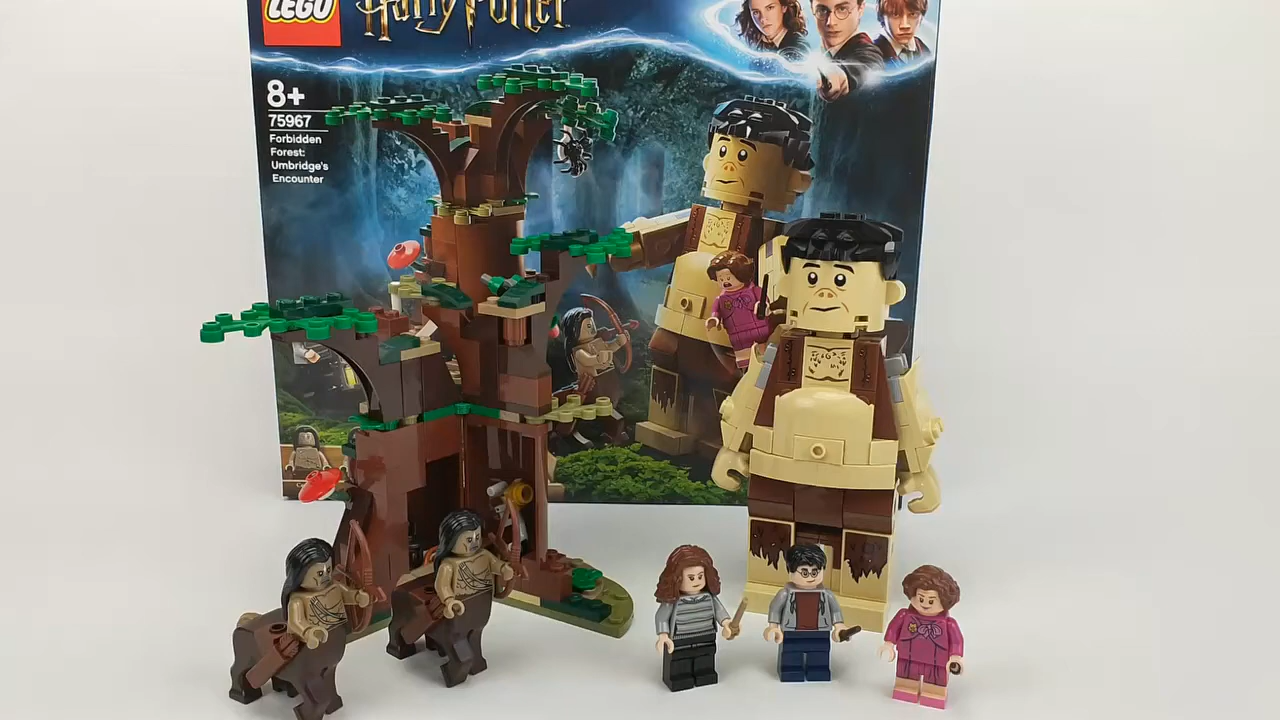 LEGO
Harry Potter
8+
75967
Forbidden
Forest:
Umbridge's
Encounter